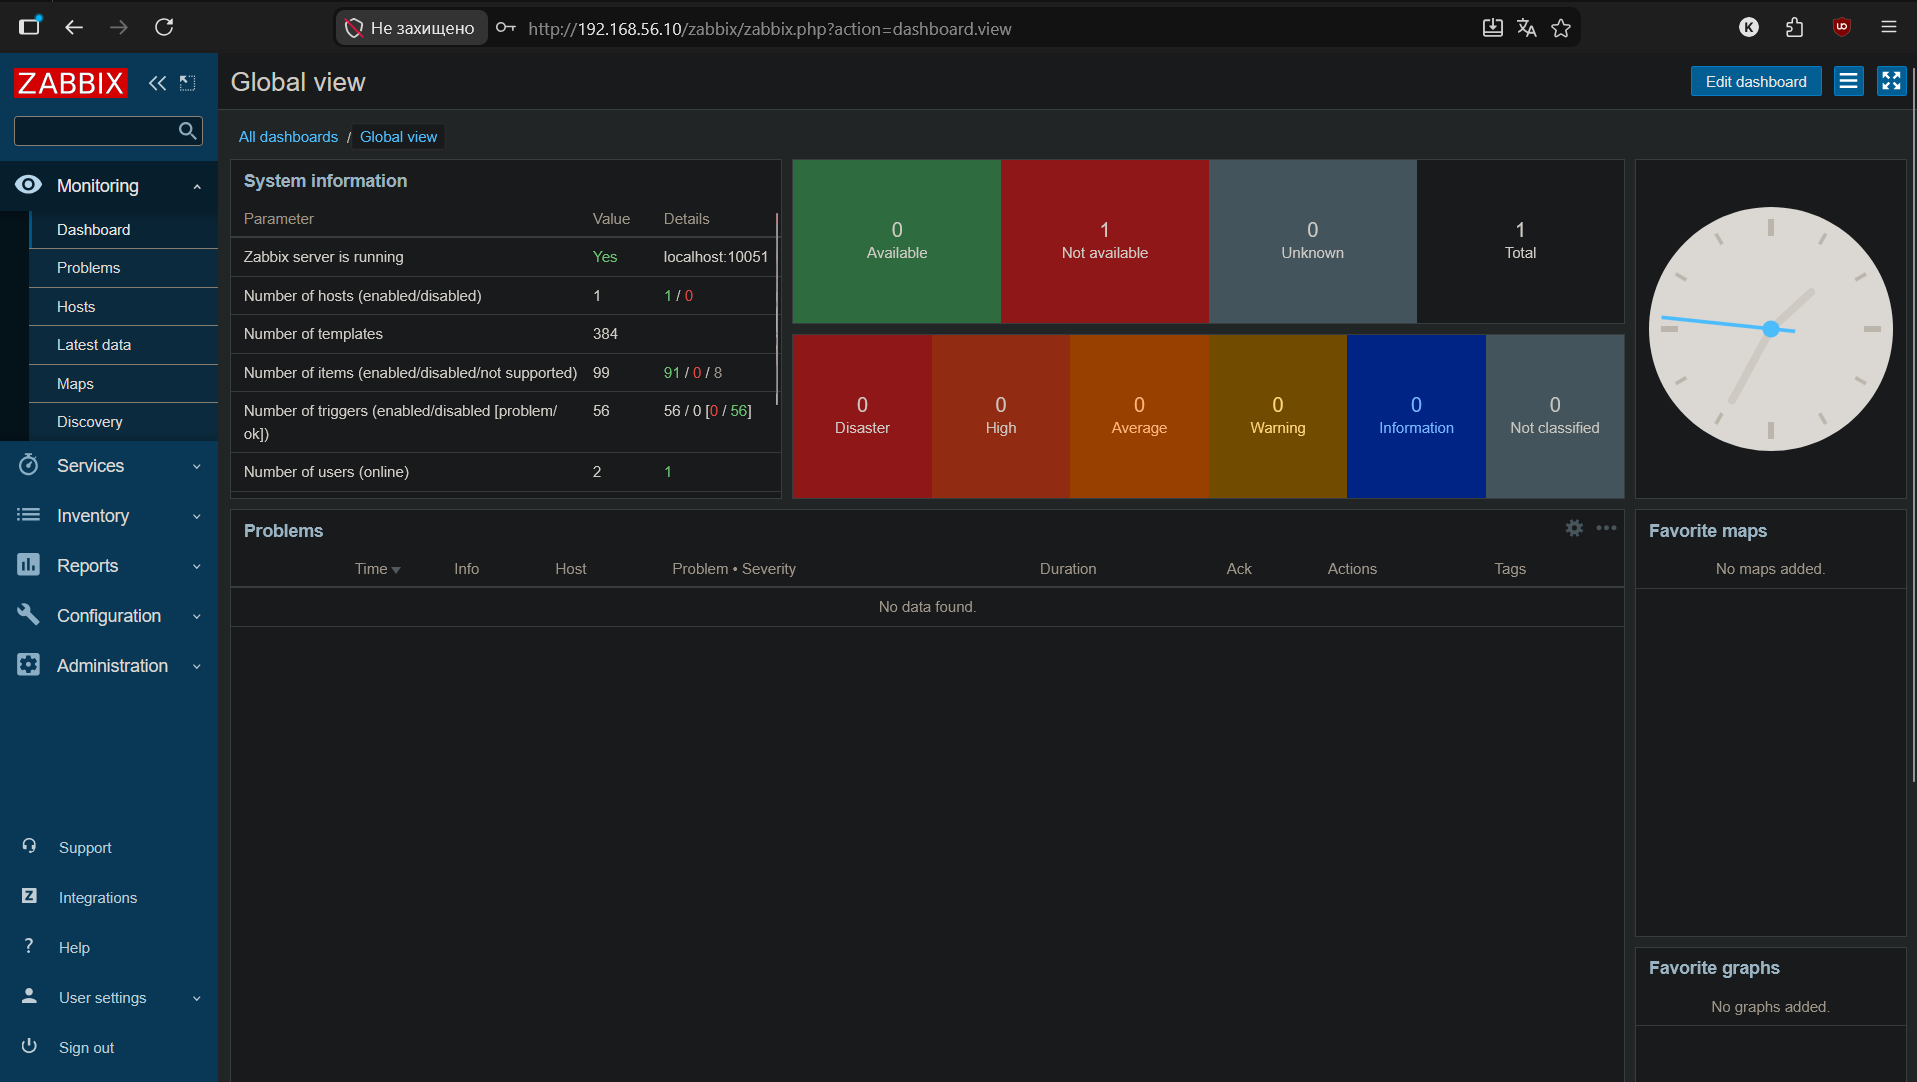 Не захищено
http://192.168.56.10/zabbix/zabbix.php?action=dashboard.view
K
ZABBIX
Global view
Edit dashboard
All dashboards / Global view
Monitoring
Dashboard
Problems
Hosts
Latest data
Maps
Discovery
Services
Inventory
Reports
Configuration
Administration
Support
Z Integrations
? Help
User settings
Sign out
System information
Parameter Value Details
Zabbix server is running Yes localhost:10051
Number of hosts (enabled/disabled) 1 1 / 0
Number of templates 384
Number of items (enabled/disabled/not supported) 99 91 / 0 / 8
Number of triggers (enabled/disabled [problem/ 56 56 / 0 [0 / 56]
ok])
Number of users (online) 2 1
0 1 0 1
Available Not available Unknown Total
0 0 0 0 0 0
Disaster High Average Warning Information Not classified
Problems
Time Info Host Problem • Severity Duration Ack Actions Tags
No data found.
Favorite maps
No maps added.
Favorite graphs
No graphs added.